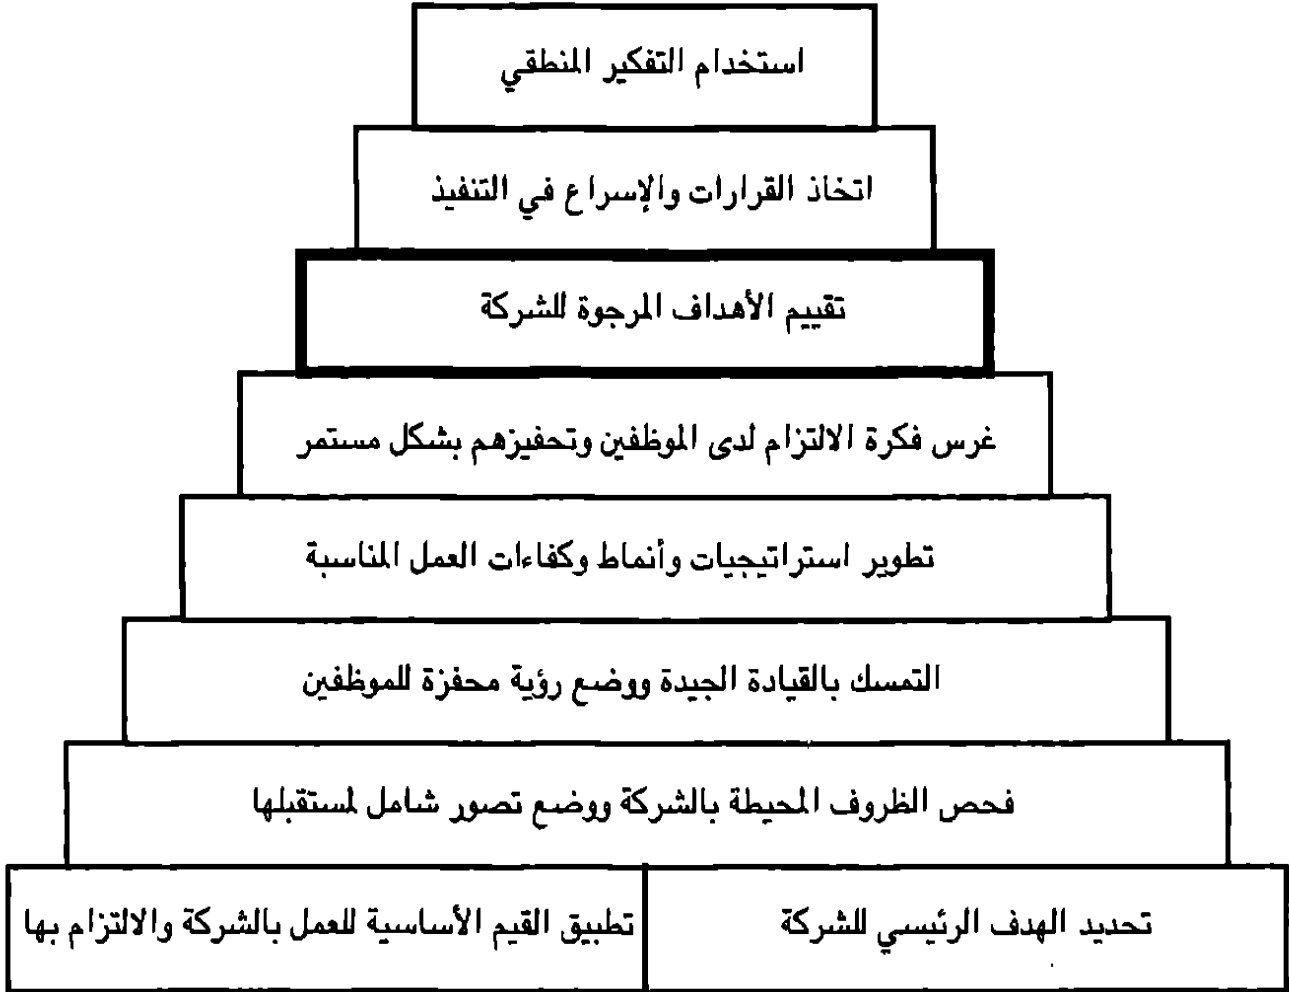 استخدام التفكير المنطقي
اتخاذ القرارات والإسراع في التنفيذ
تقييم الأهداف المرجوة للشركة
غرس فكرة الالتزام لدى الموظفين وتحفيزهم بشكل مستمر
تطوير استراتيجيات وأنماط وكفاءات العمل المناسبة
التمسك بالقيادة الجيدة ووضع رؤية محفزة للموظفين
فحص الظروف المحيطة بالشركة ووضع تصور شامل لمستقبلها
تحديد الهدف الرئيسي للشركة
تطبيق القيم الأساسية للعمل بالشركة والالتزام بها